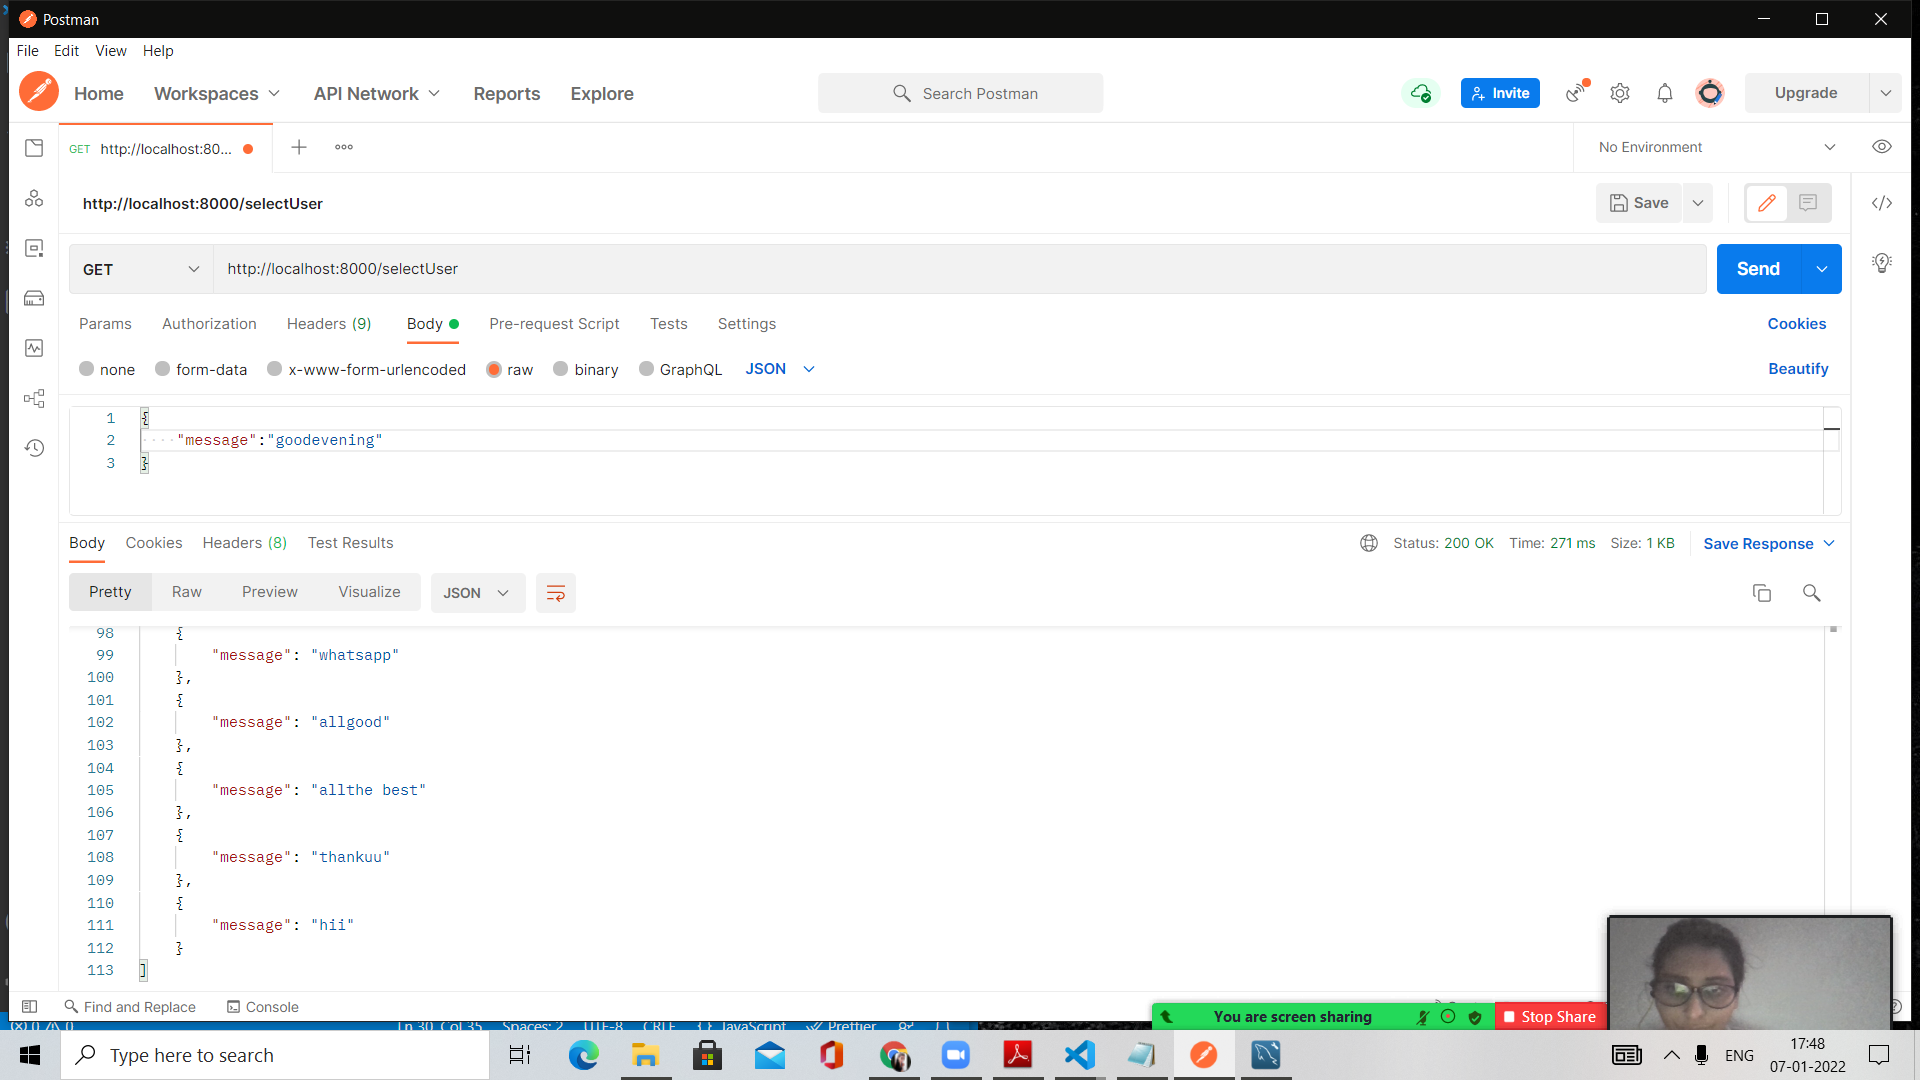 Postman
File Edit View Help
Home Workspaces API Network Reports Explore Search Postman Invite Upgrade
GET http://localhost:80... No Environment
http://localhost:8000/selectUser Save
GET http://localhost:8000/selectUser Send
Params Authorization Headers (9) Body Pre-request Script Tests Settings Cookies
none form-data x-www-form-urlencoded raw binary GraphQL JSON Beautify
1 {
2 "message":"goodevening"
3 }
Body Cookies Headers (8) Test Results Status: 200 OK Time: 271 ms Size: 1 KB Save Response
Pretty Raw Preview Visualize JSON
98 {
99 "message": "whatsapp"
100 },
101 {
102 "message": "allgood"
103 },
104 {
105 "message": "allthe best"
106 },
107 {
108 "message": "thankuu"
109 },
110 {
111 "message": "hii"
112 }
113 ]
Find and Replace Console
You are screen sharing Stop Share
Ln 30, Col 35 Spaces: 2 UTF-8 CRLF {} JavaScript Prettier
Type here to search ENG 17:48
07-01-2022